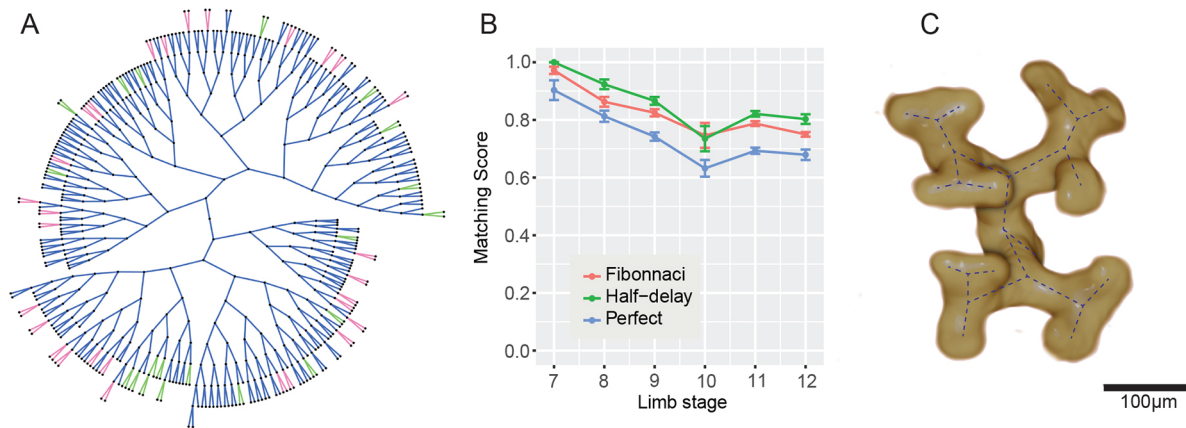 A
B
C
Matching Score
1.0
0.8
0.6
0.4
0.2
0.0
Fibonnaci
Half-delay
Perfect
7 8 9 10 11 12
Limb stage
100µm